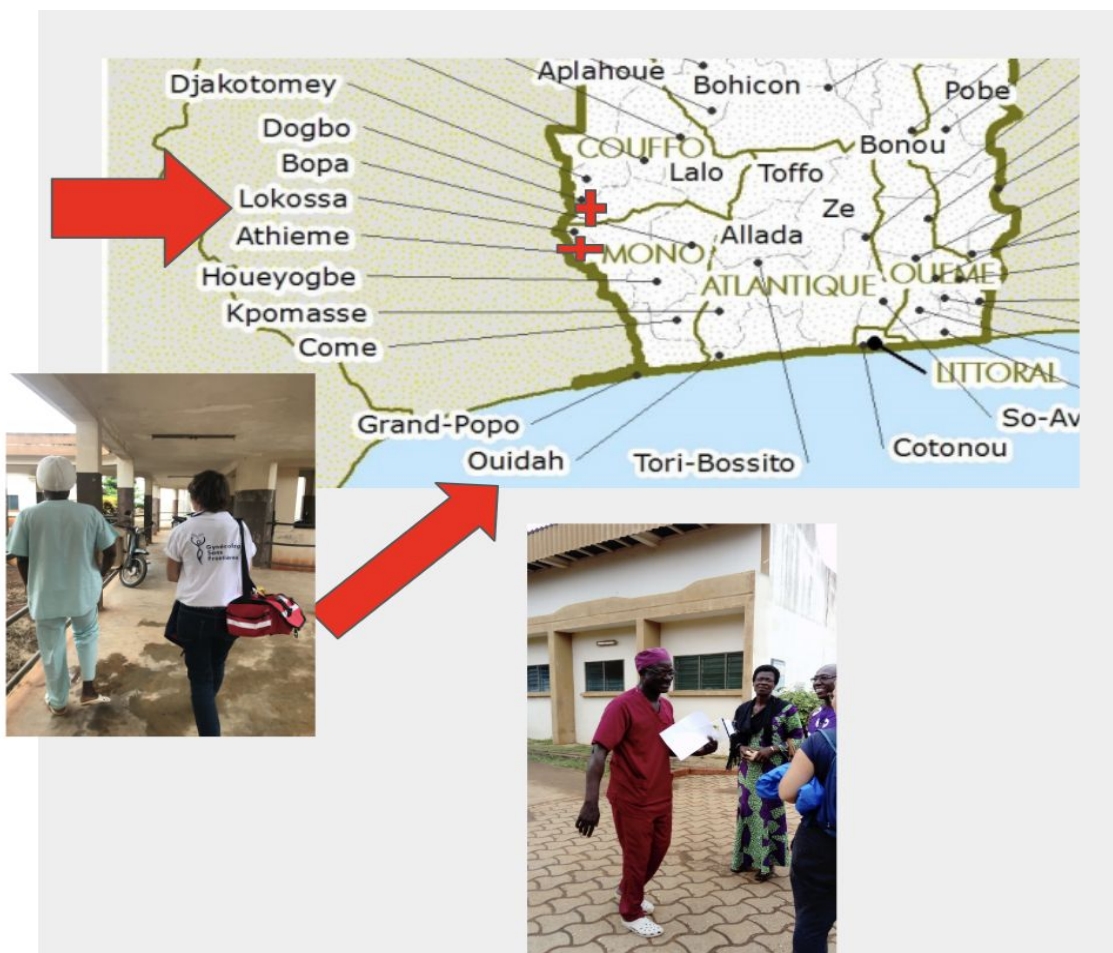 Djakotomey
Aplahoue
Bohicon
Pobe
Dogbo
COUFFO
Bonou
Bopa
Lalo
Toffo
Lokossa
Ze
Athieme
MONO
Allada
Houeyogbe
ATLANTIQUE
OUEME
Kpomasse
Come
LITTORAL
Grand-Popo
So-Av
Ouidah
Tori-Bossito
Cotonou
Sans